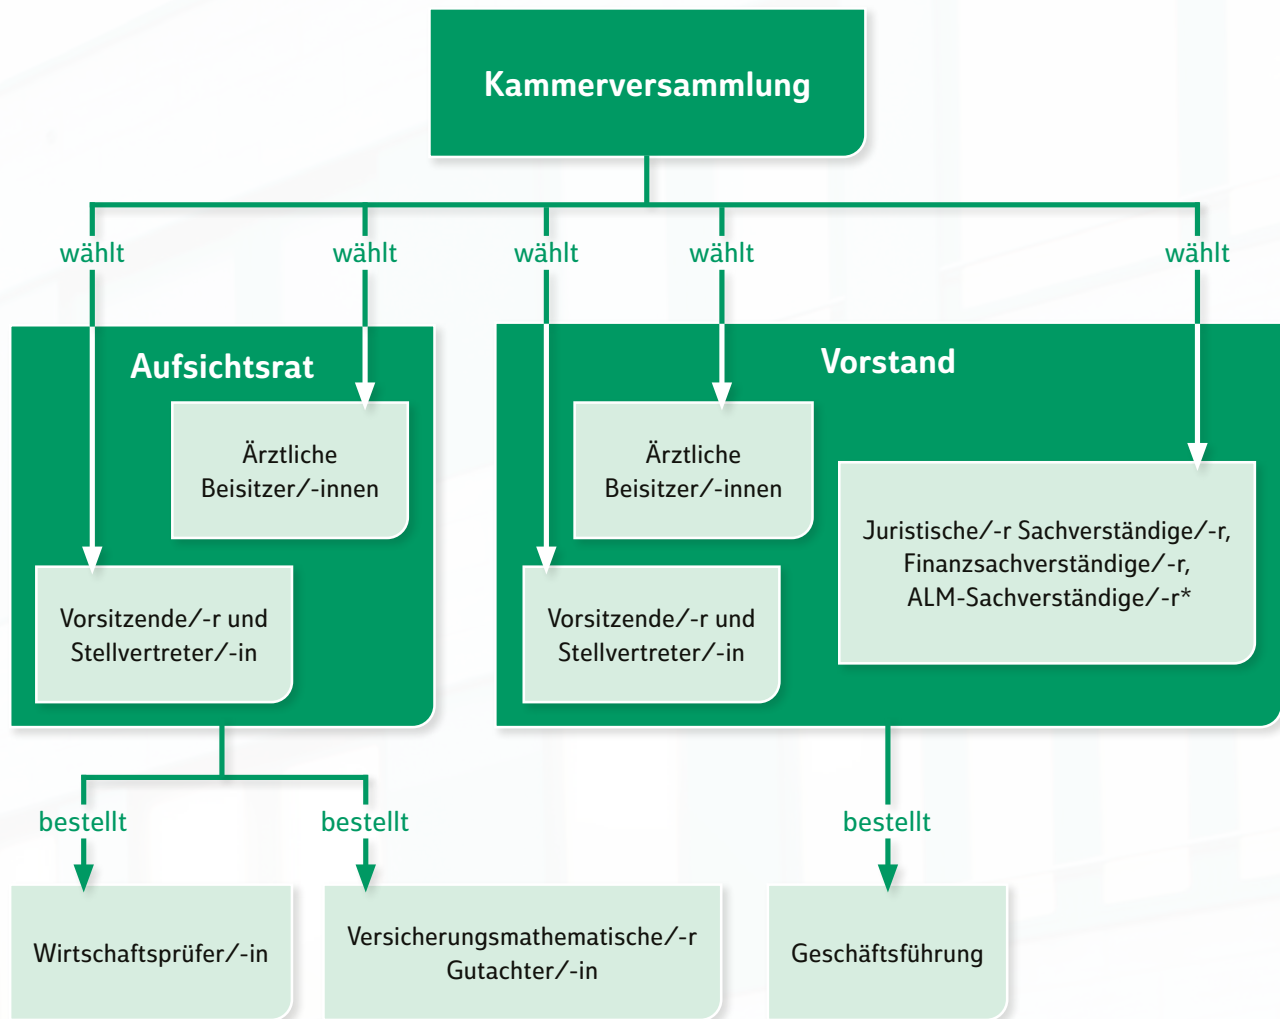 Kammerversammlung
wählt
wählt
wählt
wählt
wählt
Aufsichtsrat
Ärztliche
Beisitzer/-innen
Vorsitzende/-r und
Stellvertreter/-in
Vorstand
Ärztliche
Beisitzer/-innen
Vorsitzende/-r und
Stellvertreter/-in
Juristische/-r Sachverständige/-r,
Finanzsachverständige/-r,
ALM-Sachverständige/-r*
bestellt
bestellt
bestellt
Wirtschaftsprüfer/-in
Versicherungsmathematische/-r
Gutachter/-in
Geschäftsführung